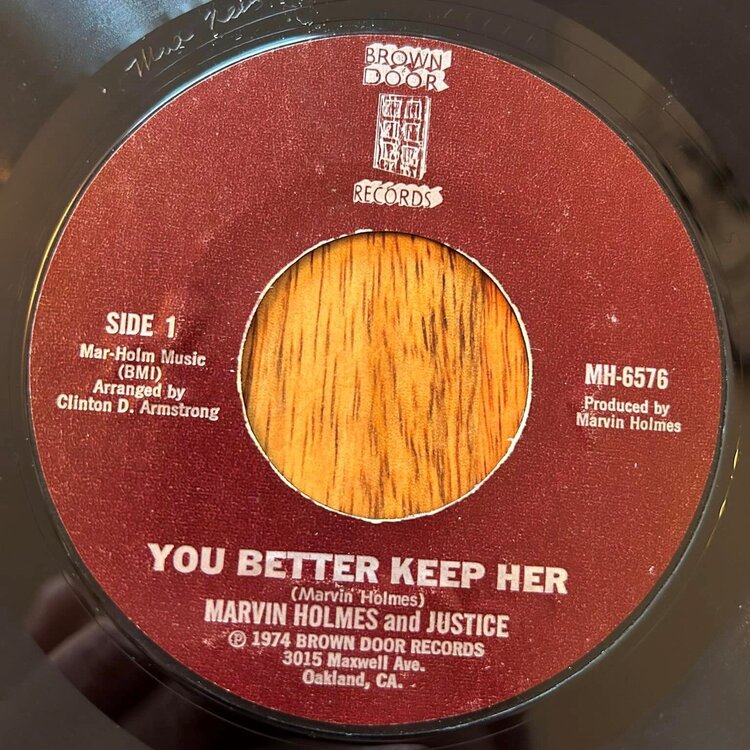 BROWN
DOOR
RECORDS
SIDE 1
Mar-Holm Music
(BMI)
Arranged by
Clinton D. Armstrong
MH-6576
Produced by
Marvin Holmes
YOU BETTER KEEP HER
(Marvin Holmes)
MARVIN HOLMES and JUSTICE
℗ 1974 BROWN DOOR RECORDS
3015 Maxwell Ave.
Oakland, CA.